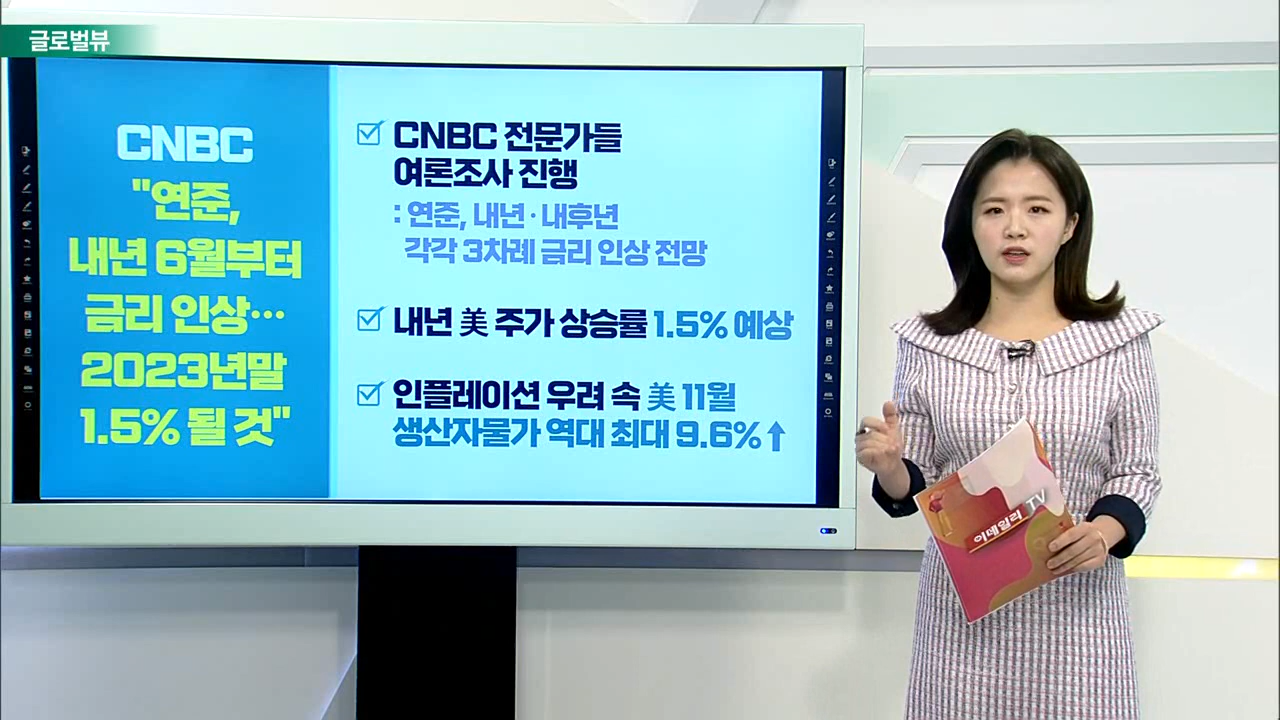 글로벌뷰
CNBC
"연준,
내년 6월부터
금리 인상…
2023년말
1.5% 될 것"
CNBC 전문가들
여론조사 진행
: 연준, 내년·내후년
각각 3차례 금리 인상 전망
내년 美 주가 상승률 1.5% 예상
인플레이션 우려 속 美 11월
생산자물가 역대 최대 9.6%↑
이데일리 TV